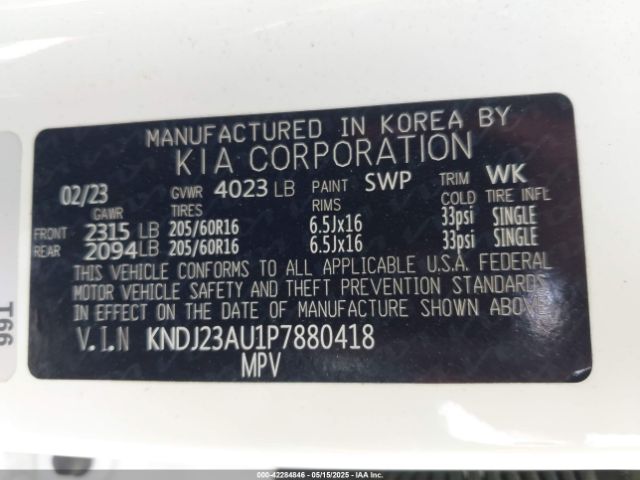 MANUFACTURED IN KOREA BY
KIA CORPORATION
02/23 GVWR 4023 LB PAINT SWP TRIM WK
GAWR TIRES RIMS COLD TIRE INFL
FRONT 2315 LB 205/60R16 6.5Jx16 33psi SINGLE
REAR 2094 LB 205/60R16 6.5Jx16 33psi SINGLE
THIS VEHICLE CONFORMS TO ALL APPLICABLE U.S.A. FEDERAL
MOTOR VEHICLE SAFETY AND THEFT PREVENTION STANDARDS
IN EFFECT ON THE DATE OF MANUFACTURE SHOWN ABOVE.
V.I.N KNDJ23AU1P7880418
MPV
000-42284846 - 05/15/2025 - IAA Inc.